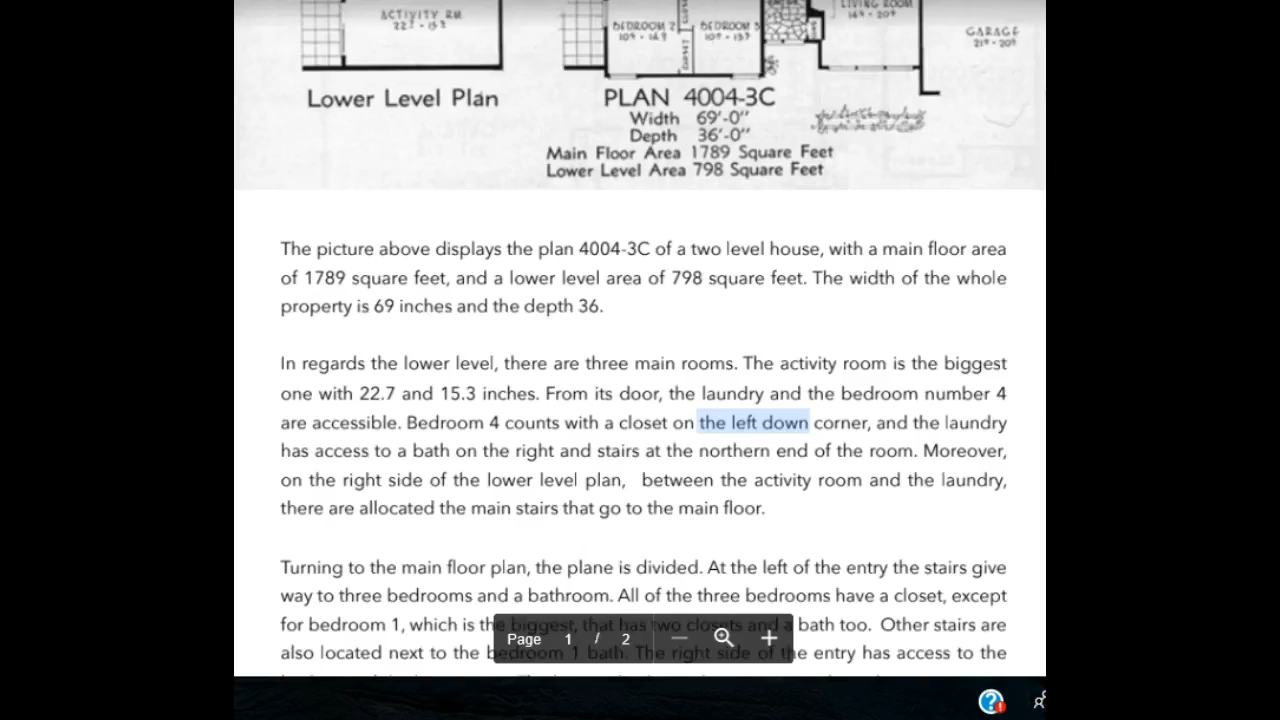 ACTIVITY RM
BEDROOM 2
BEDROOM 3
CLOSET
LIVING ROOM
GARAGE
Lower Level Plan
PLAN 4004-3C
Width 69'-0"
Depth 36'-0"
Main Floor Area 1789 Square Feet
Lower Level Area 798 Square Feet
The picture above displays the plan 4004-3C of a two level house, with a main floor area
of 1789 square feet, and a lower level area of 798 square feet. The width of the whole
property is 69 inches and the depth 36.
In regards the lower level, there are three main rooms. The activity room is the biggest
one with 22.7 and 15.3 inches. From its door, the laundry and the bedroom number 4
are accessible. Bedroom 4 counts with a closet on the left down corner, and the laundry
has access to a bath on the right and stairs at the northern end of the room. Moreover,
on the right side of the lower level plan, between the activity room and the laundry,
there are allocated the main stairs that go to the main floor.
Turning to the main floor plan, the plane is divided. At the left of the entry the stairs give
way to three bedrooms and a bathroom. All of the three bedrooms have a closet, except
for bedroom 1, which is the biggest, that has two closets and a bath too. Other stairs are
also located next to the bedroom 1 bath. The right side of the entry has access to the
Page 1 / 2